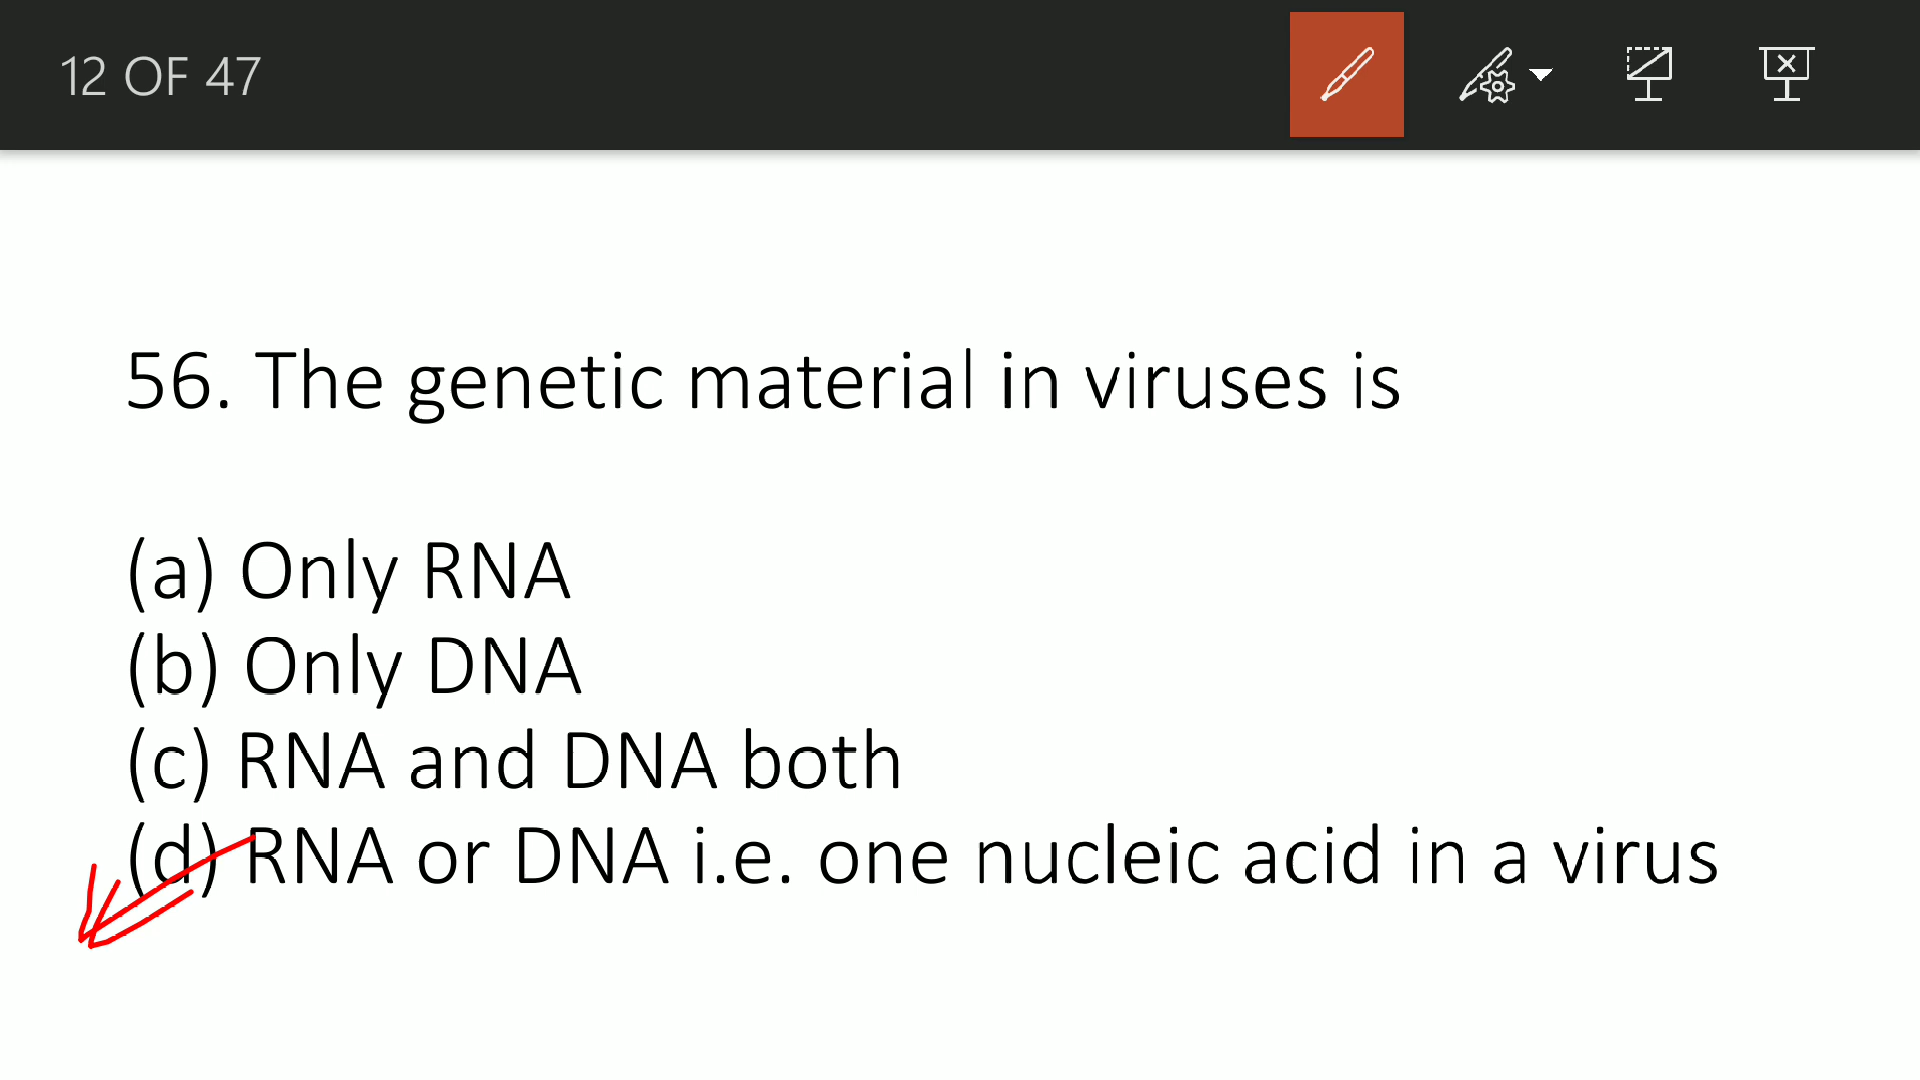 12 OF 47
56. The genetic material in viruses is
(a) Only RNA
(b) Only DNA
(c) RNA and DNA both
(d) RNA or DNA i.e. one nucleic acid in a virus